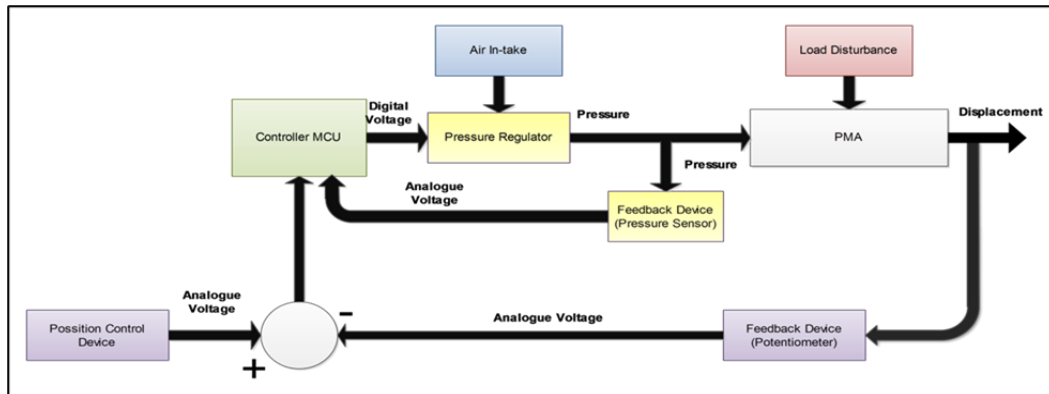 Air In-take
Load Disturbance
Digital
Voltage
Pressure
Displacement
Controller MCU
Pressure Regulator
PMA
Pressure
Analogue
Voltage
Feedback Device
(Pressure Sensor)
Analogue
Voltage
Possition Control
Device
+
-
Analogue Voltage
Feedback Device
(Potentiometer)